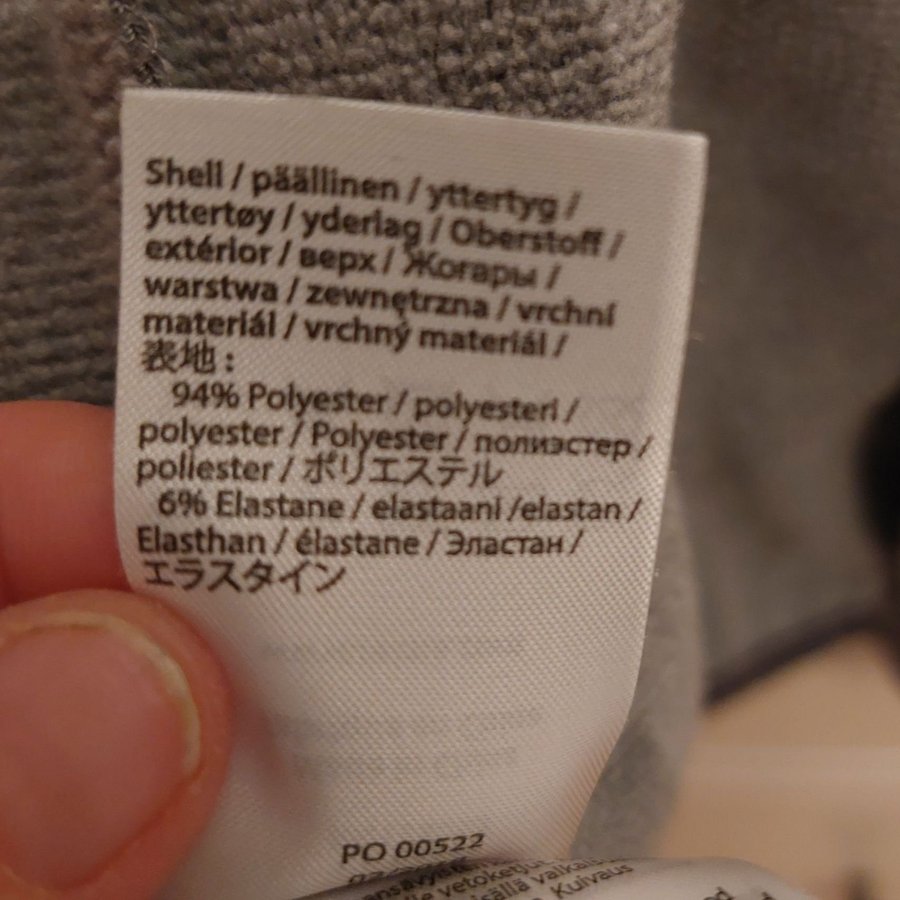 Shell / päällinen / yttertyg /
yttertøy / yderlag / Oberstoff /
extérior / верх / Жоғары /
warstwa / zewnętrzna / vrchní
materiál / vrchný materiál /
表地 :
94% Polyester / polyesteri /
polyester / Polyester / полиэстер /
poliester / ポリエステル
6% Elastane / elastaani /elastan /
Elasthan / élastane / Эластан /
エラスタイン
PO 00522
vetoketju
Kuivaus